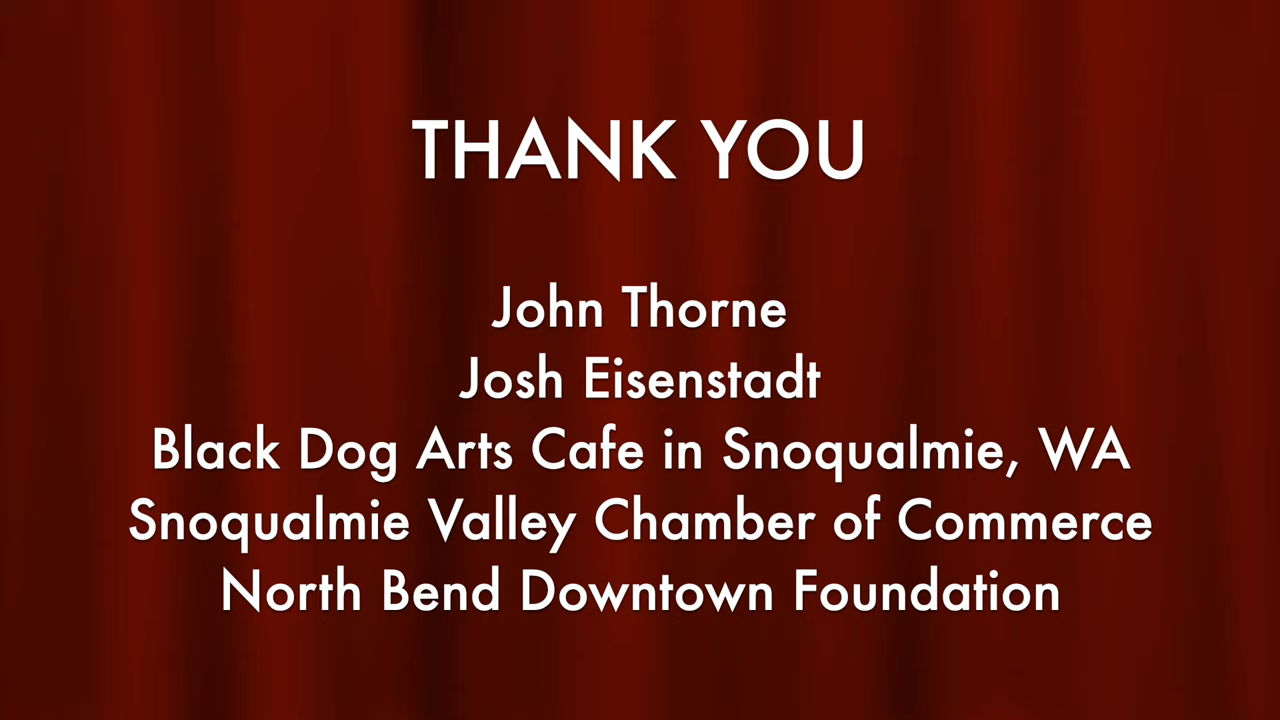 THANK YOU
John Thorne
Josh Eisenstadt
Black Dog Arts Cafe in Snoqualmie, WA
Snoqualmie Valley Chamber of Commerce
North Bend Downtown Foundation